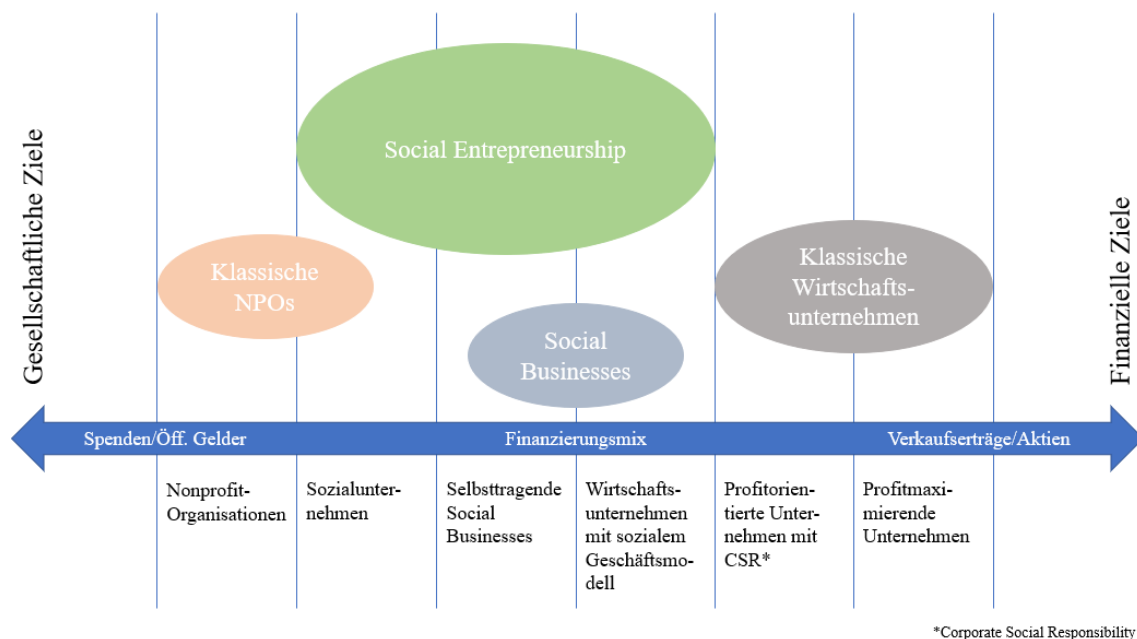 Gesellschaftliche Ziele
Social Entrepreneurship
Klassische
NPOs
Social
Businesses
Klassische
Wirtschafts-
unternehmen
Finanzielle Ziele
Spenden/Öff. Gelder
Finanzierungsmix
Verkaufserträge/Aktien
Nonprofit-
Organisationen
Sozialunter-
nehmen
Selbsttragende
Social
Businesses
Wirtschafts-
unternehmen
mit sozialem
Geschäftsmo-
dell
Profitorien-
tierte Unter-
nehmen mit
CSR*
Profitmaxi-
mierende
Unternehmen
*Corporate Social Responsibility